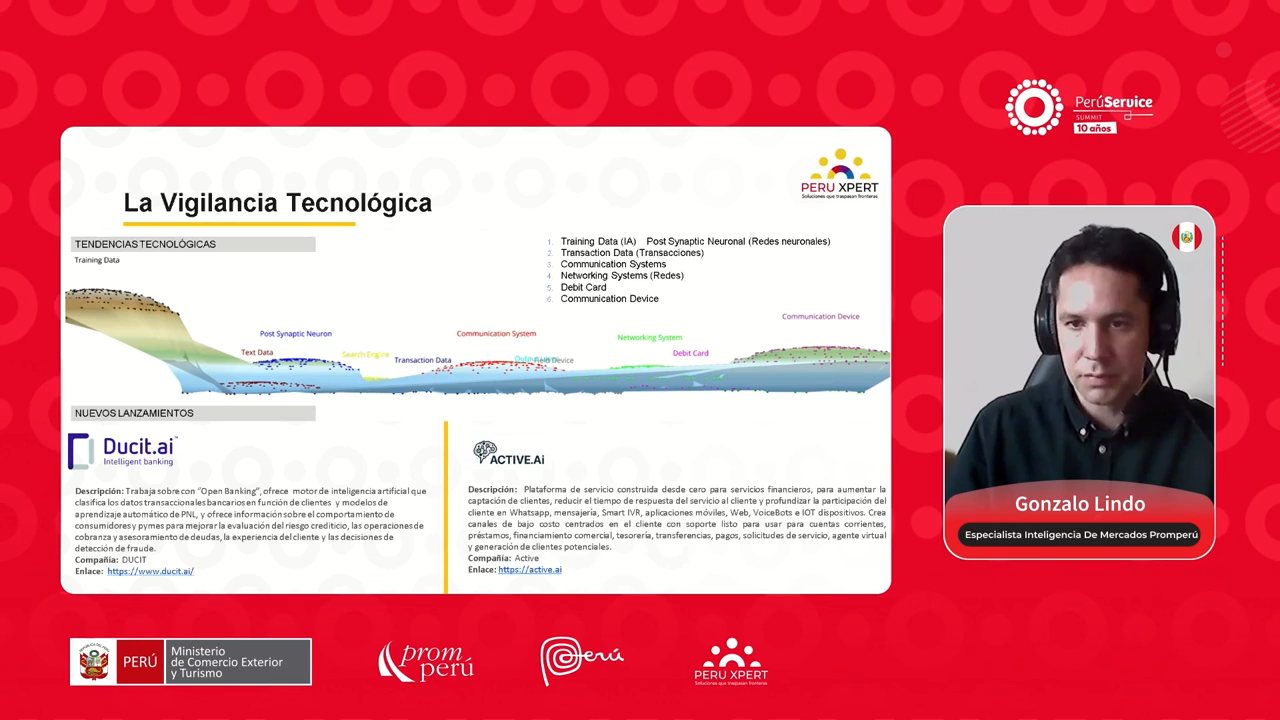 PerúService
SUMMIT
10 años
PERU XPERT
Soluciones que traspasan fronteras
La Vigilancia Tecnológica
TENDENCIAS TECNOLÓGICAS
1. Training Data (IA) Post Synaptic Neuronal (Redes neuronales)
2. Transaction Data (Transacciones)
3. Communication Systems
4. Networking Systems (Redes)
5. Debit Card
6. Communication Device
Training Data
Post Synaptic Neuron
Text Data
Search Engine
Transaction Data
Communication System
Field Device
Networking System
Debit Card
Communication Device
NUEVOS LANZAMIENTOS
Ducit.ai™
Intelligent banking
Descripción: Trabaja sobre con “Open Banking”, ofrece motor de inteligencia artificial que
clasifica los datos transaccionales bancarios en función de clientes y modelos de
aprendizaje automático de PNL, y ofrece información sobre el comportamiento de
consumidores y pymes para mejorar la evaluación del riesgo crediticio, las operaciones de
cobranza y asesoramiento de deudas, la experiencia del cliente y las decisiones de
detección de fraude.
Compañia: DUCIT
Enlace: https://www.ducit.ai/
ACTIVE.Ai
Descripción: Plataforma de servicio construida desde cero para servicios financieros, para aumentar la
captación de clientes, reducir el tiempo de respuesta del servicio al cliente y profundizar la participación del
cliente en Whatsapp, mensajería, Smart IVR, aplicaciones móviles, Web, VoiceBots e IOT dispositivos. Crea
canales de bajo costo centrados en el cliente con soporte listo para usar para cuentas corrientes,
préstamos, financiamiento comercial, tesorería, transferencias, pagos, solicitudes de servicio, agente virtual
y generación de clientes potenciales.
Compañía: Active
Enlace: https://active.ai
Gonzalo Lindo
Especialista Inteligencia De Mercados Promperú
PERÚ
Ministerio
de Comercio Exterior
y Turismo
prom
perú
Perú
PERU XPERT
Soluciones que traspasan fronteras